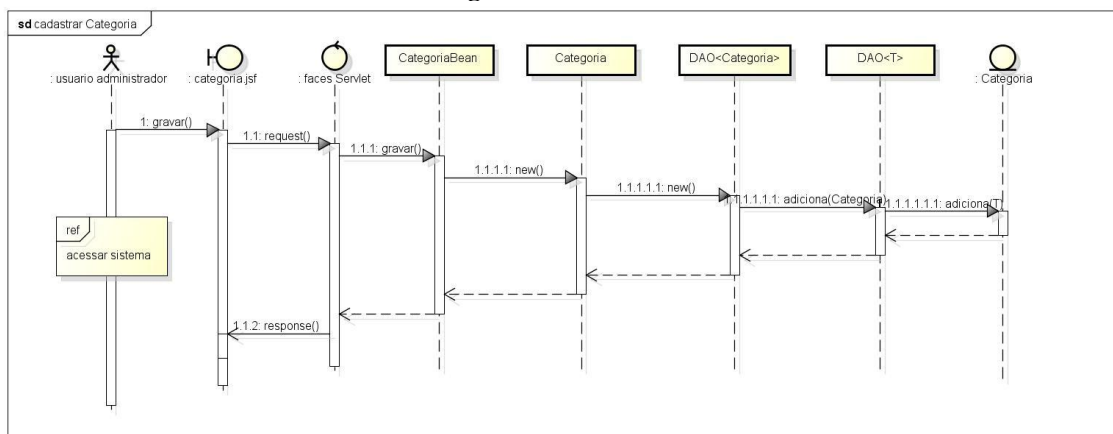 sd cadastrar Categoria
: usuario administrador
: categoria.jsf
: faces Servlet
CategoriaBean
Categoria
DAO<Categoria>
DAO<T>
: Categoria
1: gravar()
1.1: request()
1.1.1: gravar()
1.1.1.1: new()
1.1.1.1.1: new()
1.1.1.1.1.1: adiciona(Categoria)
1.1.1.1.1.1.1: adiciona(T)
ref
acessar sistema
1.1.2: response()